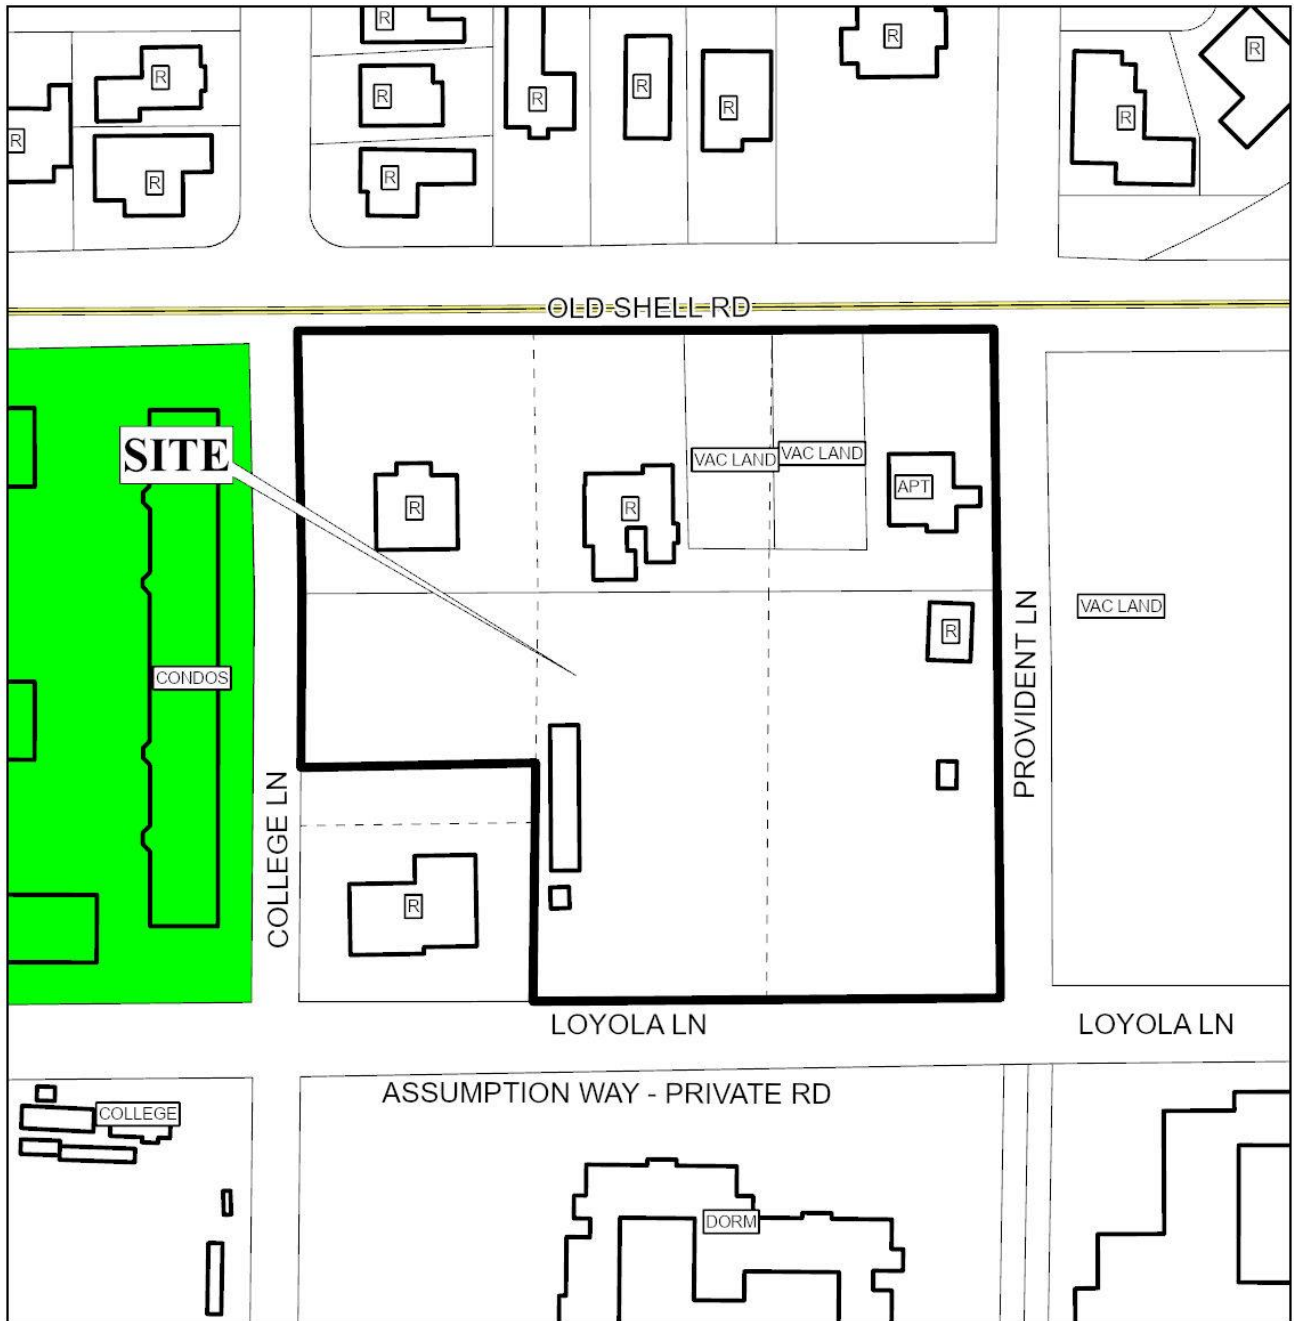 R
R
R
R
R
R
R
R
R
R
R
R
R
OLD SHELL RD
SITE
VAC LAND
VAC LAND
R
R
APT
VAC LAND
R
CONDOS
PROVIDENT LN
COLLEGE LN
R
LOYOLA LN
LOYOLA LN
ASSUMPTION WAY - PRIVATE RD
COLLEGE
DORM